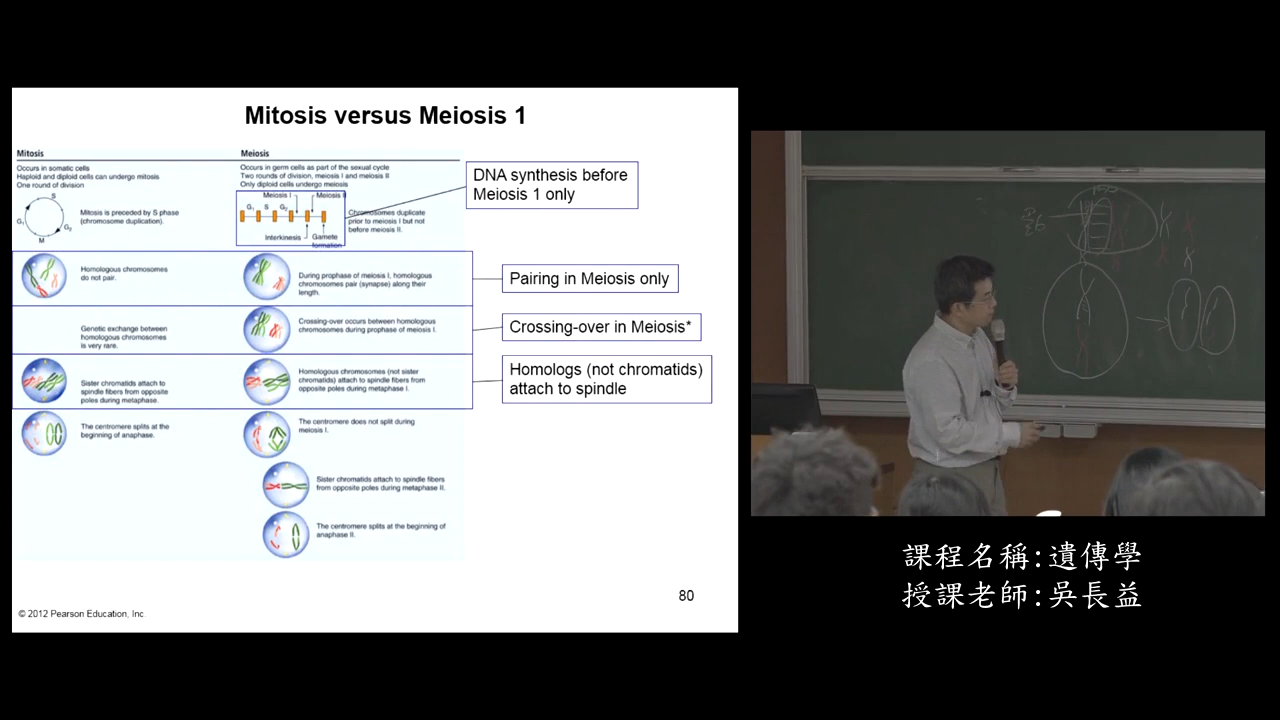 Mitosis versus Meiosis 1
Mitosis
Meiosis
Occurs in somatic cells
Haploid and diploid cells can undergo mitosis
One round of division
Occurs in germ cells as part of the sexual cycle
Two rounds of division, meiosis I and meiosis II
Only diploid cells undergo meiosis
DNA synthesis before
Meiosis 1 only
S
G1
G2
M
Mitosis is preceded by S phase
(chromosome duplication).
Meiosis I
Meiosis II
G1
S
G2
Interkinesis
Gamete
formation
Chromosomes duplicate
prior to meiosis I but not
before meiosis II.
Homologous chromosomes
do not pair.
During prophase of meiosis I, homologous
chromosomes pair (synapse) along their
length.
Pairing in Meiosis only
Genetic exchange between
homologous chromosomes
is very rare.
Crossing-over occurs between homologous
chromosomes during prophase of meiosis I.
Crossing-over in Meiosis*
Sister chromatids attach to
spindle fibers from opposite
poles during metaphase.
Homologous chromosomes (not sister
chromatids) attach to spindle fibers from
opposite poles during metaphase I.
Homologs (not chromatids)
attach to spindle
The centromere splits at the
beginning of anaphase.
The centromere does not split during
meiosis I.
Sister chromatids attach to spindle fibers
from opposite poles during metaphase II.
The centromere splits at the beginning of
anaphase II.
80
© 2012 Pearson Education, Inc.
課程名稱:遺傳學
授課老師:吳長益